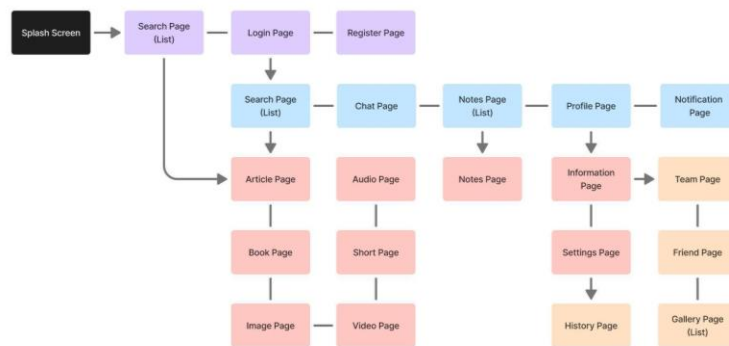 Splash Screen
Search Page
(List)
Login Page
Register Page
Search Page
(List)
Chat Page
Notes Page
(List)
Profile Page
Notification
Page
Article Page
Audio Page
Notes Page
Information
Page
Team Page
Book Page
Short Page
Settings Page
Friend Page
Image Page
Video Page
History Page
Gallery Page
(List)